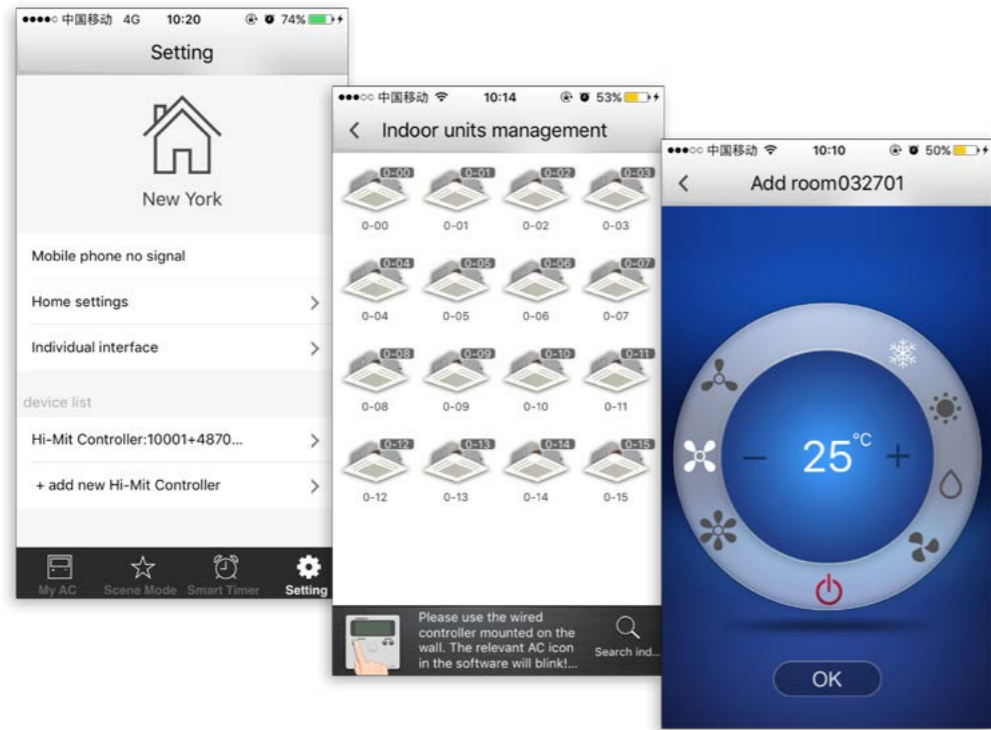 中国移动 4G 10:20 74%
Setting
New York
Mobile phone no signal
Home settings
Individual interface
device list
Hi-Mit Controller:10001+4870...
+ add new Hi-Mit Controller
My AC Scene Mode Smart Timer Setting
中国移动 10:14 53%
Indoor units management
0-00 0-01 0-02 0-03
0-00 0-01 0-02 0-03
0-04 0-05 0-06 0-07
0-04 0-05 0-06 0-07
0-08 0-09 0-10 0-11
0-08 0-09 0-10 0-11
0-12 0-13 0-14 0-15
0-12 0-13 0-14 0-15
Please use the wired
controller mounted on the
wall. The relevant AC icon
in the software will blink!...
Search ind...
中国移动 10:10 50%
Add room032701
25°C
OK